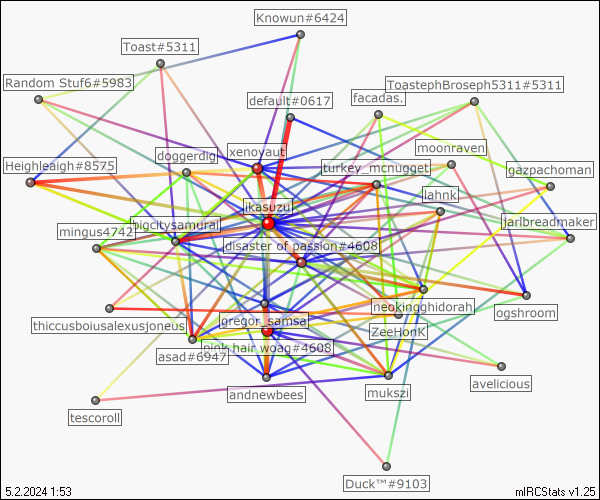 Knowun#6424
Toast#5311
Random Stuf6#5983
ToastephBroseph5311#5311
default#0617
facadas.
moonraven
doggerdig
xenoyaut
turkey_mcnugget
Heighleaigh#8575
gazpachoman
lahnk
ikasuzu
jarlbreadmaker
bigcitysamurai
mingus4742
disaster of passion#4608
neokingghidorah
ogshroom
gregor_samsa
thiccusboiusalexusjoneus
ZeeHonK
pink hair woag#4608
asad#6947
avelicious
andnewbees
mukszi
tescoroll
Duck™#9103
5.2.2024 1:53
mIRCStats v1.25